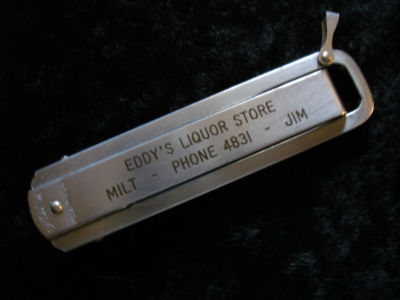 EDDY'S LIQUOR STORE
MILT - PHONE 4831 - JIM